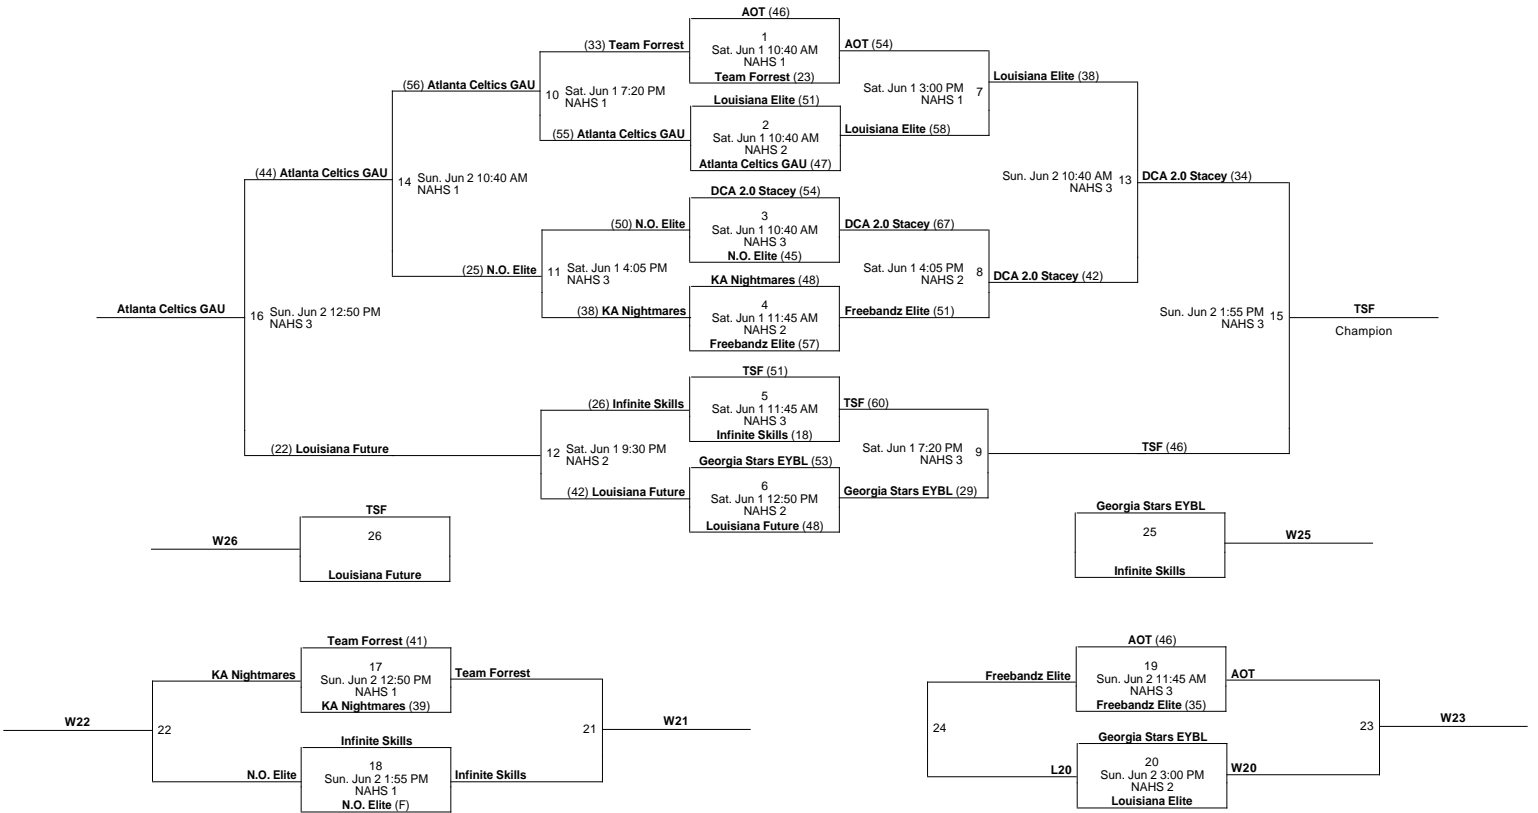 AOT (46)
1
Sat. Jun 1 10:40 AM
NAHS 1
Team Forrest (23)
(33) Team Forrest
AOT (54)
(56) Atlanta Celtics GAU
10 Sat. Jun 1 7:20 PM
NAHS 1
Sat. Jun 1 3:00 PM 7
NAHS 1
Louisiana Elite (38)
Louisiana Elite (51)
2
Sat. Jun 1 10:40 AM
NAHS 2
Atlanta Celtics GAU (47)
(55) Atlanta Celtics GAU
Louisiana Elite (58)
(44) Atlanta Celtics GAU
14 Sun. Jun 2 10:40 AM
NAHS 1
Sun. Jun 2 10:40 AM 13
NAHS 3
DCA 2.0 Stacey (34)
DCA 2.0 Stacey (54)
3
Sat. Jun 1 10:40 AM
NAHS 3
N.O. Elite (45)
(50) N.O. Elite
DCA 2.0 Stacey (67)
(25) N.O. Elite
11 Sat. Jun 1 4:05 PM
NAHS 3
Sat. Jun 1 4:05 PM 8
NAHS 2
DCA 2.0 Stacey (42)
KA Nightmares (48)
4
Sat. Jun 1 11:45 AM
NAHS 2
Freebandz Elite (57)
(38) KA Nightmares
Freebandz Elite (51)
Atlanta Celtics GAU
16 Sun. Jun 2 12:50 PM
NAHS 3
Sun. Jun 2 1:55 PM 15
NAHS 3
TSF
Champion
TSF (51)
5
Sat. Jun 1 11:45 AM
NAHS 3
Infinite Skills (18)
(26) Infinite Skills
TSF (60)
(22) Louisiana Future
12 Sat. Jun 1 9:30 PM
NAHS 2
Sat. Jun 1 7:20 PM 9
NAHS 3
TSF (46)
Georgia Stars EYBL (53)
6
Sat. Jun 1 12:50 PM
NAHS 2
Louisiana Future (48)
(42) Louisiana Future
Georgia Stars EYBL (29)
TSF
26
Louisiana Future
W26
Georgia Stars EYBL
25
Infinite Skills
W25
Team Forrest (41)
17
Sun. Jun 2 12:50 PM
NAHS 1
KA Nightmares (39)
KA Nightmares
Team Forrest
W22
22
21
W21
Infinite Skills
18
Sun. Jun 2 1:55 PM
NAHS 1
N.O. Elite (F)
N.O. Elite
Infinite Skills
AOT (46)
19
Sun. Jun 2 11:45 AM
NAHS 3
Freebandz Elite (35)
Freebandz Elite
AOT
24
23
W23
Georgia Stars EYBL
20
Sun. Jun 2 3:00 PM
NAHS 2
Louisiana Elite
L20
W20